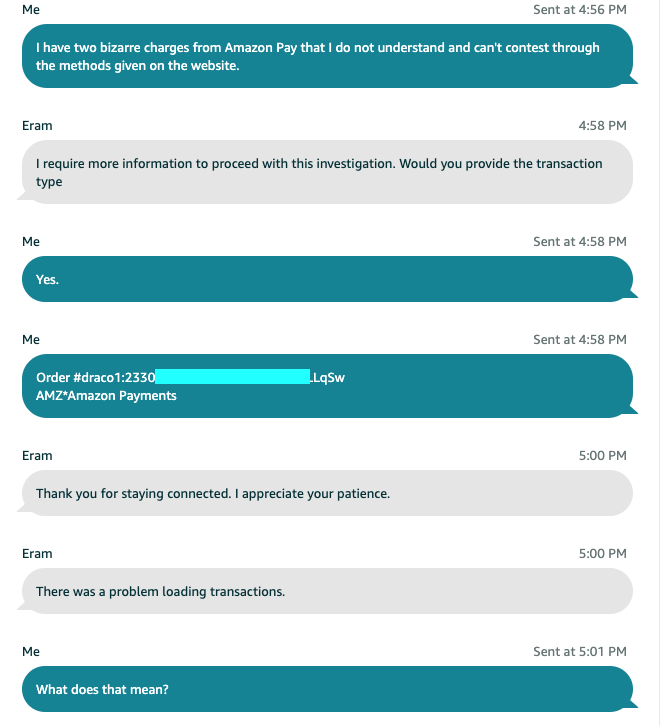 Me
Sent at 4:56 PM
I have two bizarre charges from Amazon Pay that I do not understand and can't contest through
the methods given on the website.
Eram
4:58 PM
I require more information to proceed with this investigation. Would you provide the transaction
type
Me
Sent at 4:58 PM
Yes.
Me
Sent at 4:58 PM
Order #draco1:2330 .LqSw
AMZ*Amazon Payments
Eram
5:00 PM
Thank you for staying connected. I appreciate your patience.
Eram
5:00 PM
There was a problem loading transactions.
Me
Sent at 5:01 PM
What does that mean?